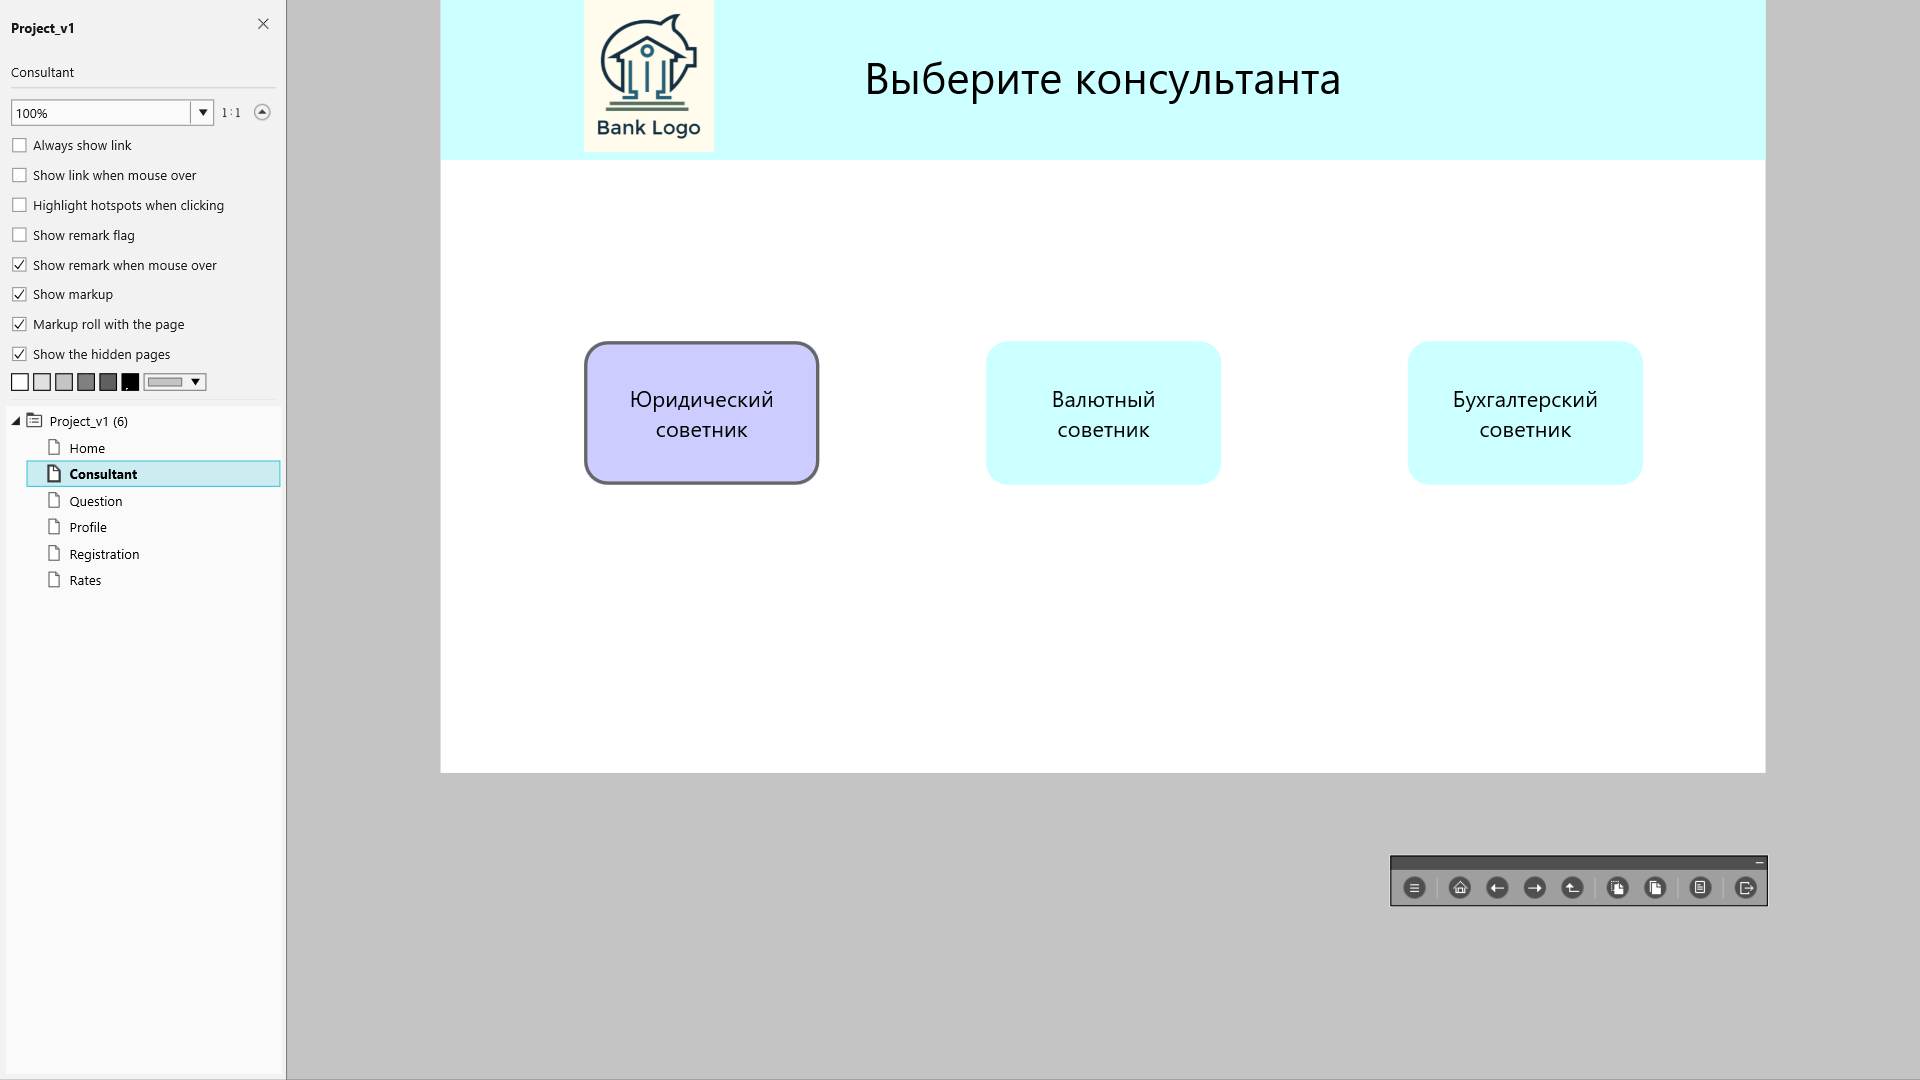 Project_v1
Consultant
100%
1:1
Always show link
Show link when mouse over
Highlight hotspots when clicking
Show remark flag
Show remark when mouse over
Show markup
Markup roll with the page
Show the hidden pages
Project_v1 (6)
Home
Consultant
Question
Profile
Registration
Rates
Bank Logo
Выберите консультанта
Юридический
советник
Валютный
советник
Бухгалтерский
советник